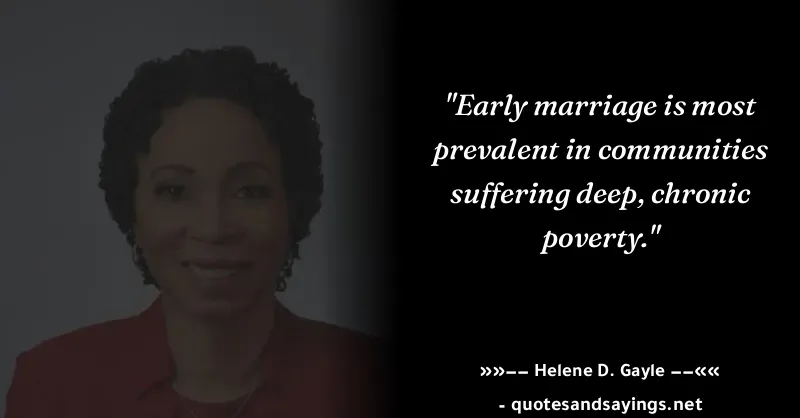 "Early marriage is most
prevalent in communities
suffering deep, chronic
poverty."
»»−− Helene D. Gayle −−««
- quotesandsayings.net